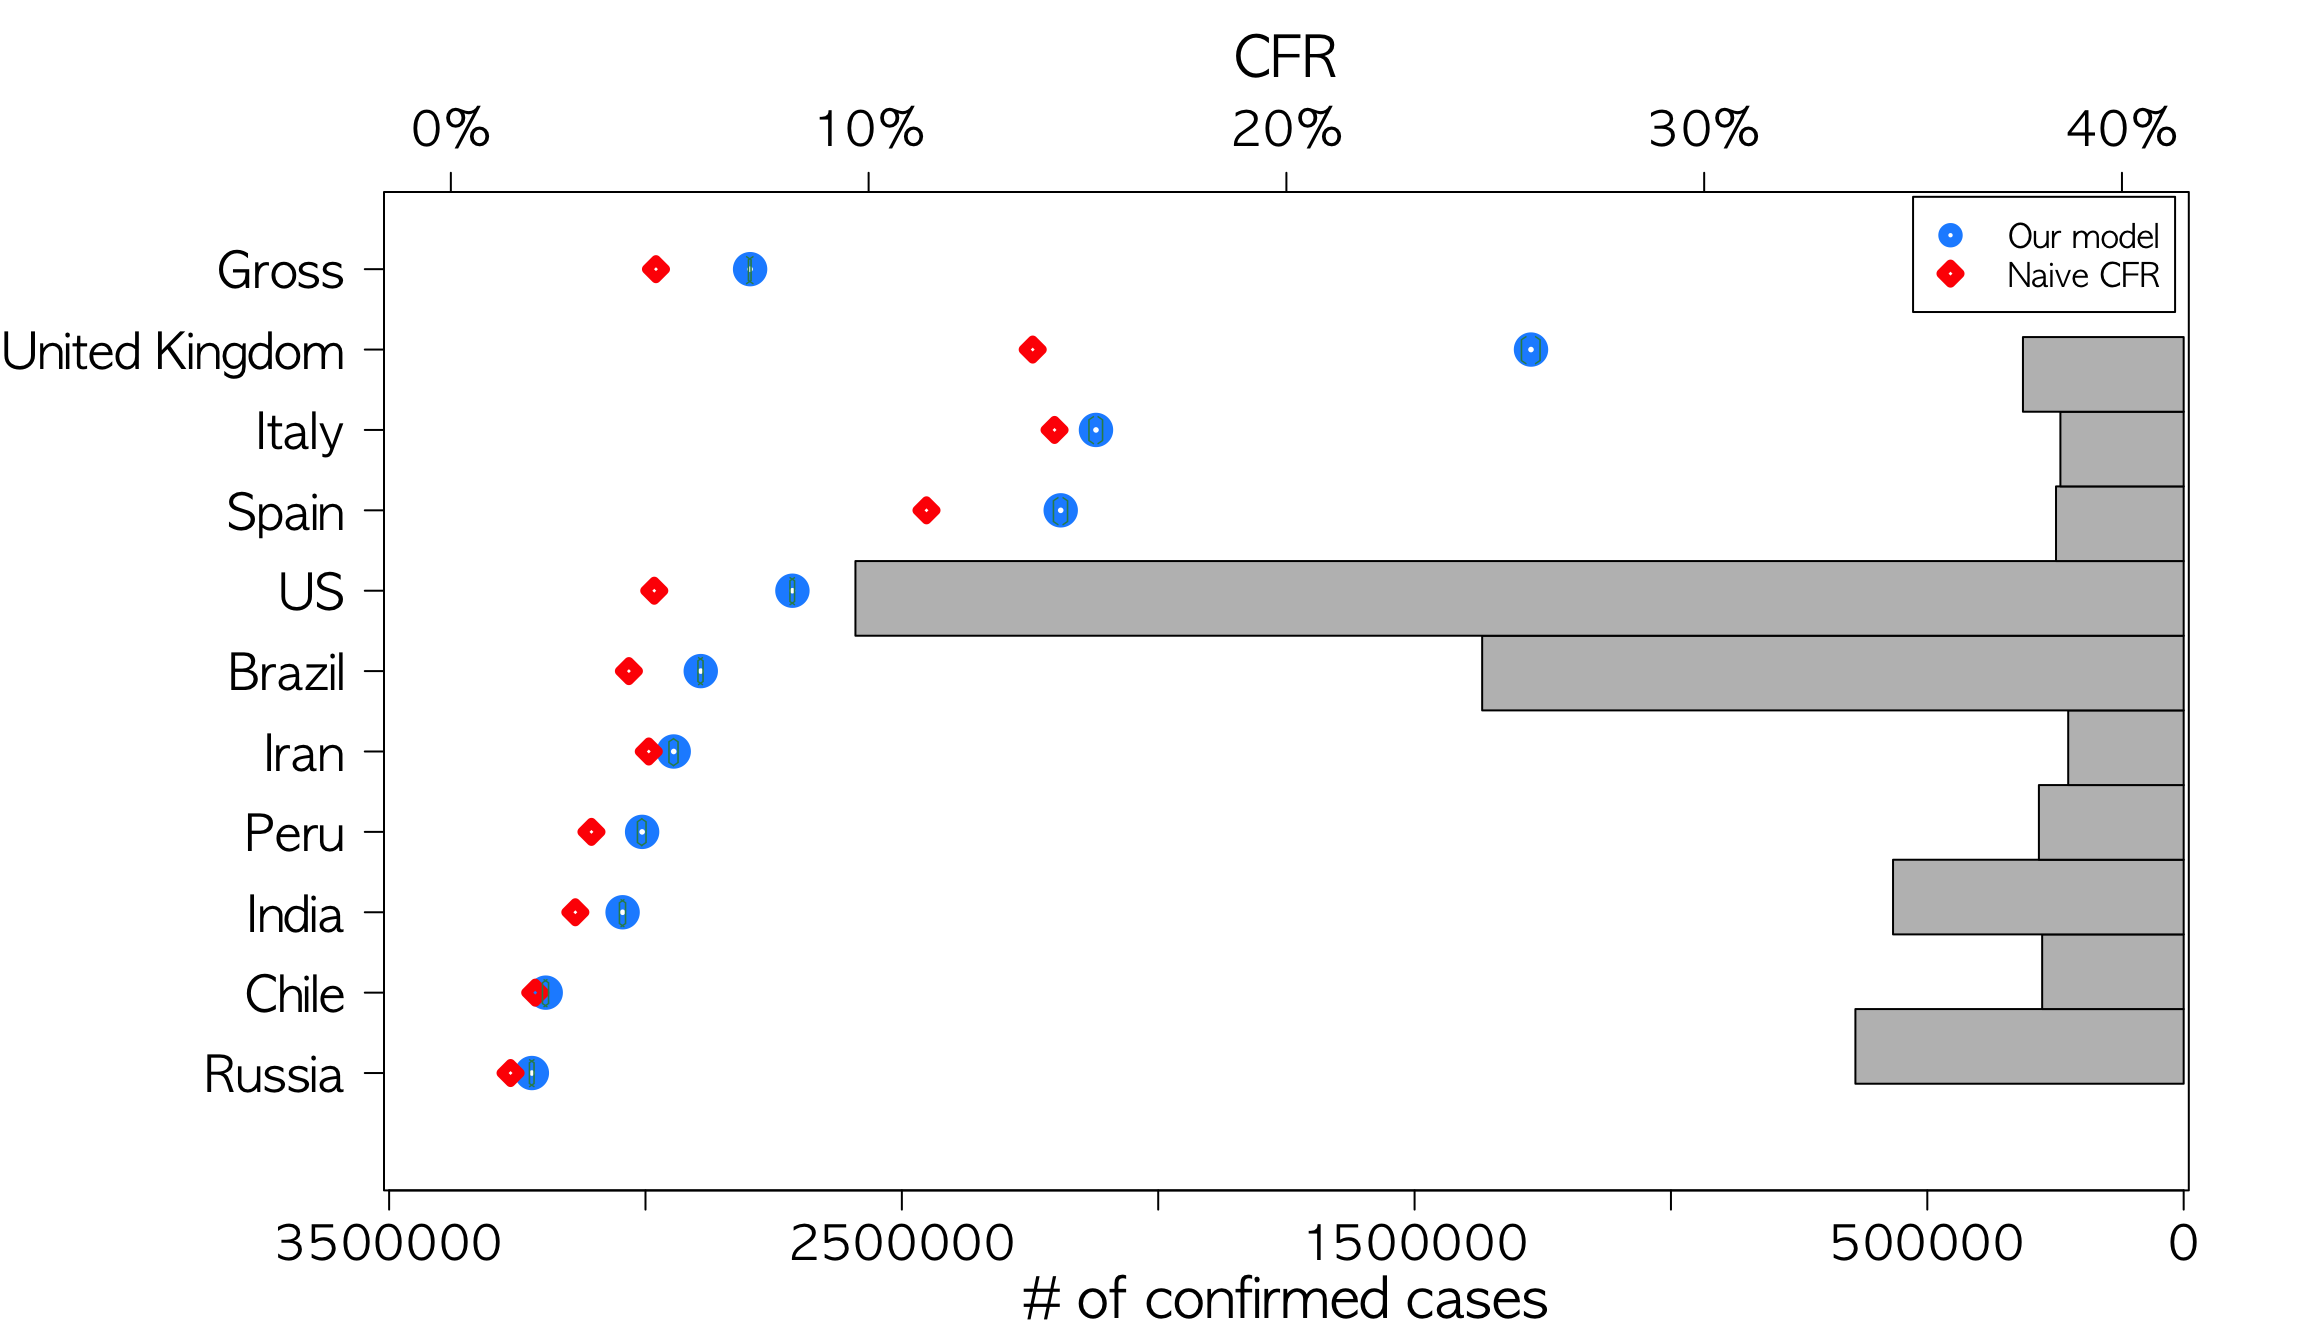 CFR
0% 10% 20% 30% 40%
Our model
Naive CFR
Gross
United Kingdom
Italy
Spain
US
Brazil
Iran
Peru
India
Chile
Russia
3500000 2500000 1500000 500000 0
# of confirmed cases